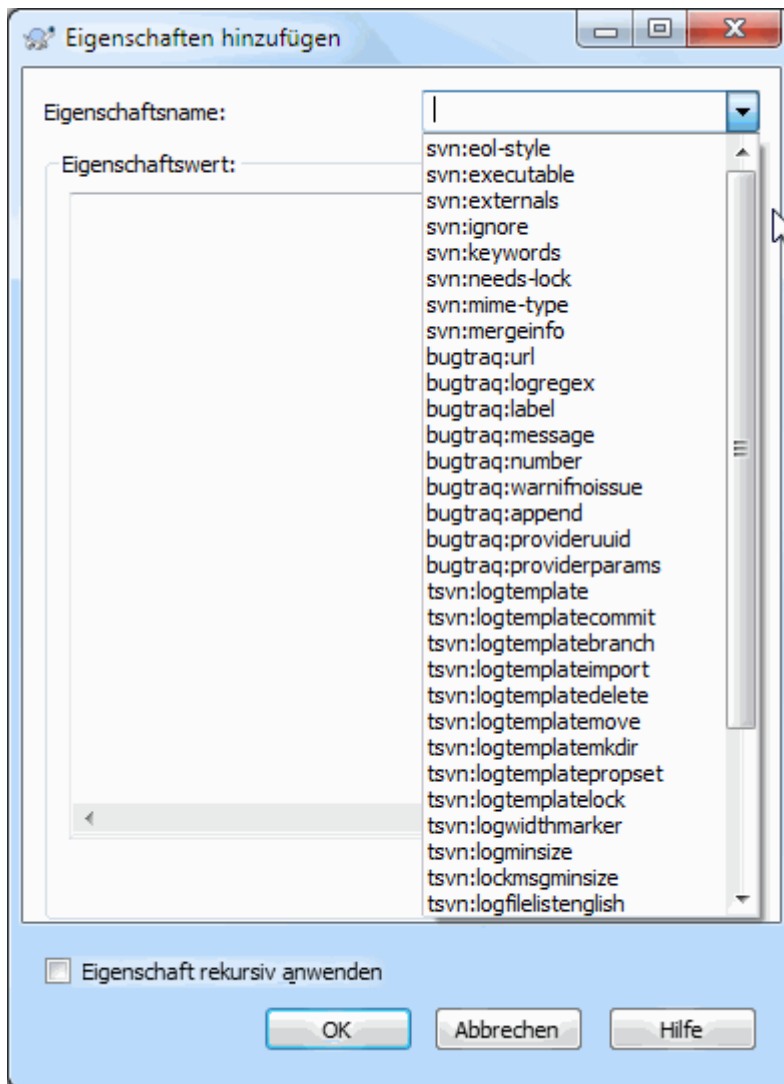 Eigenschaften hinzufügen
Eigenschaftsname:
Eigenschaftswert:
svn:eol-style
svn:executable
svn:externals
svn:ignore
svn:keywords
svn:needs-lock
svn:mime-type
svn:mergeinfo
bugtraq:url
bugtraq:logregex
bugtraq:label
bugtraq:message
bugtraq:number
bugtraq:warnifnoissue
bugtraq:append
bugtraq:provideruuid
bugtraq:providerparams
tsvn:logtemplate
tsvn:logtemplatecommit
tsvn:logtemplatebranch
tsvn:logtemplateimport
tsvn:logtemplatedelete
tsvn:logtemplatemove
tsvn:logtemplatemkdir
tsvn:logtemplatepropset
tsvn:logtemplatelock
tsvn:logwidthmarker
tsvn:logminsize
tsvn:lockmsgminsize
tsvn:logfilelistenglish
Eigenschaft rekursiv anwenden
OK Abbrechen Hilfe